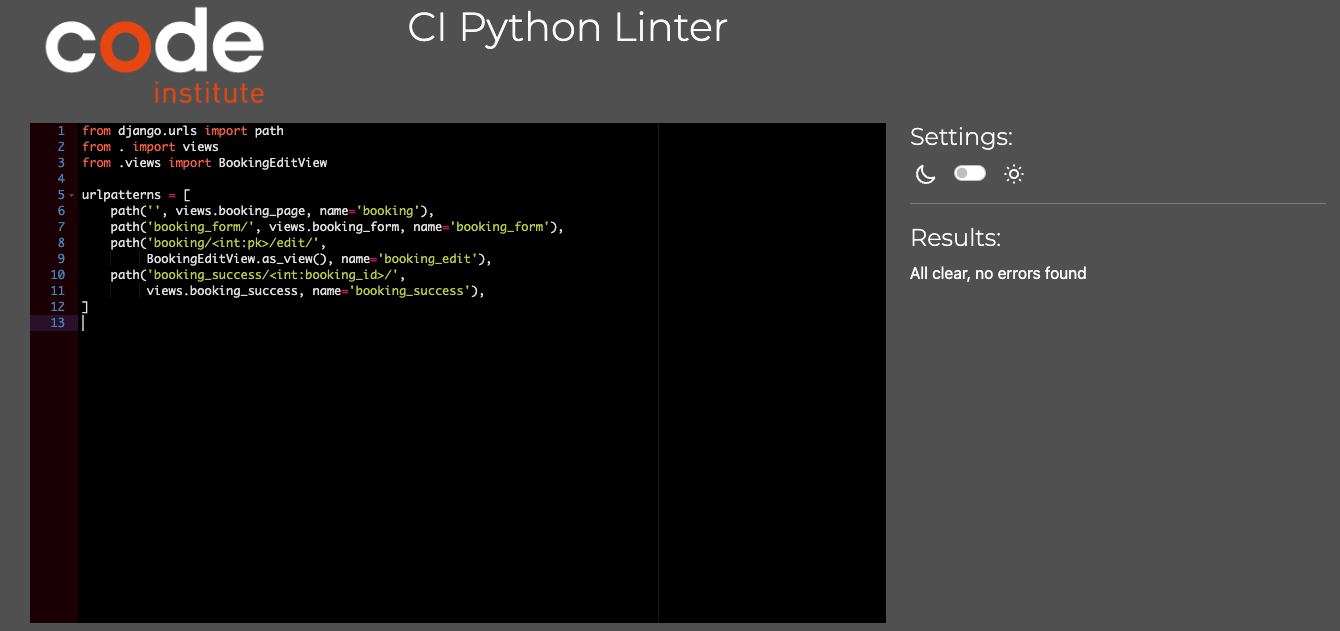 code
institute
CI Python Linter
1 from django.urls import path
2 from . import views
3 from .views import BookingEditView
4
5 urlpatterns = [
6     path('', views.booking_page, name='booking'),
7     path('booking_form/', views.booking_form, name='booking_form'),
8     path('booking/<int:pk>/edit/',
9          BookingEditView.as_view(), name='booking_edit'),
10     path('booking_success/<int:booking_id>/',
11          views.booking_success, name='booking_success'),
12 ]
13
Settings:
Results:
All clear, no errors found